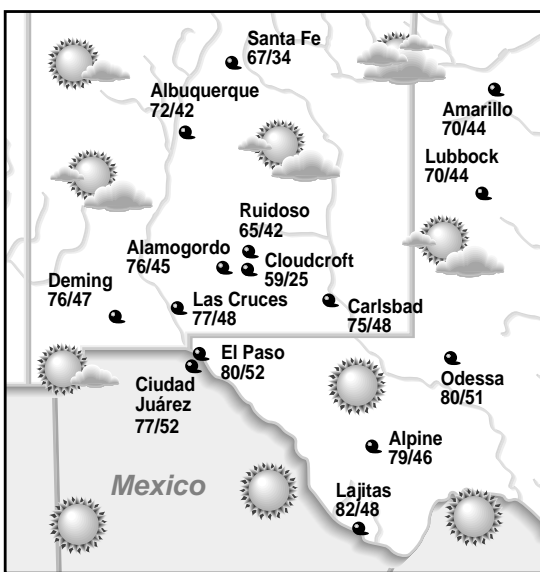 Santa Fe
67/34
Albuquerque
72/42
Amarillo
70/44
Lubbock
70/44
Ruidoso
65/42
Alamogordo
76/45
Cloudcroft
59/25
Deming
76/47
Las Cruces
77/48
Carlsbad
75/48
El Paso
80/52
Ciudad
Juárez
77/52
Odessa
80/51
Alpine
79/46
Mexico
Lajitas
82/48